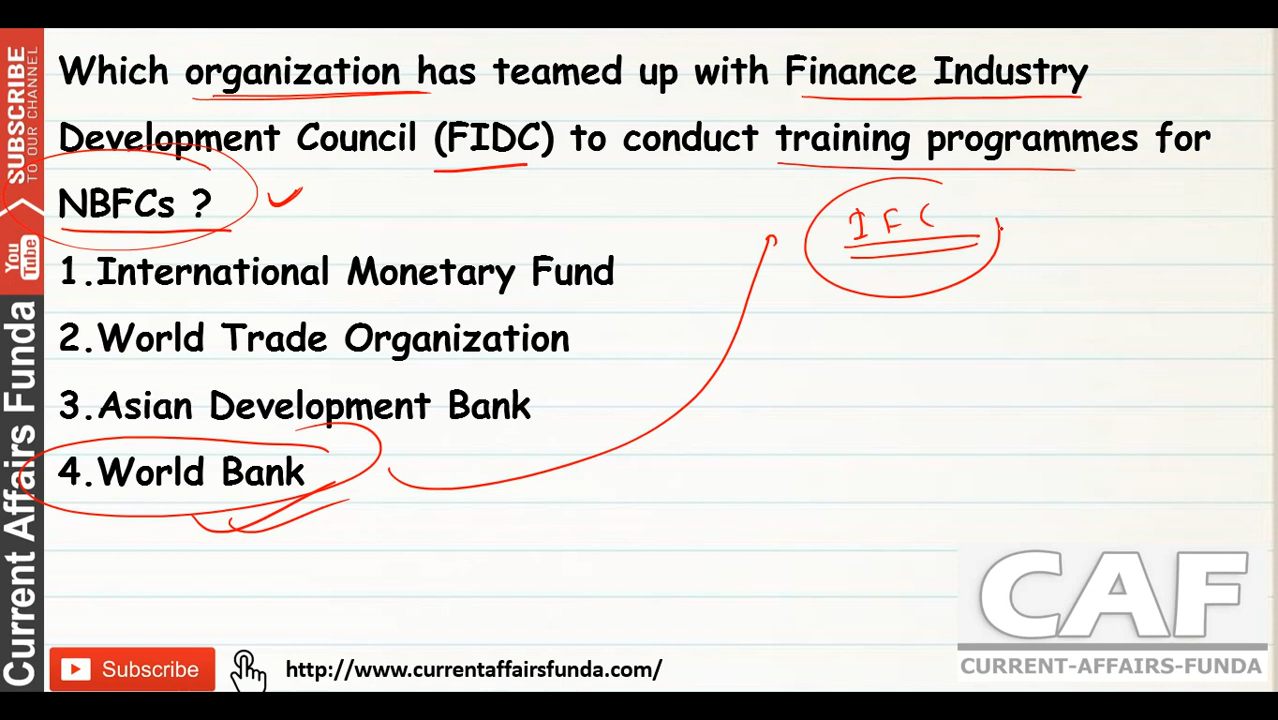 SUBSCRIBE
TO OUR CHANNEL
You
Tube
Current Affairs Funda
Which organization has teamed up with Finance Industry
Development Council (FIDC) to conduct training programmes for
NBFCs ?
IFC
1.International Monetary Fund
2.World Trade Organization
3.Asian Development Bank
4.World Bank
CAF
CURRENT-AFFAIRS-FUNDA
Subscribe
http://www.currentaffairsfunda.com/